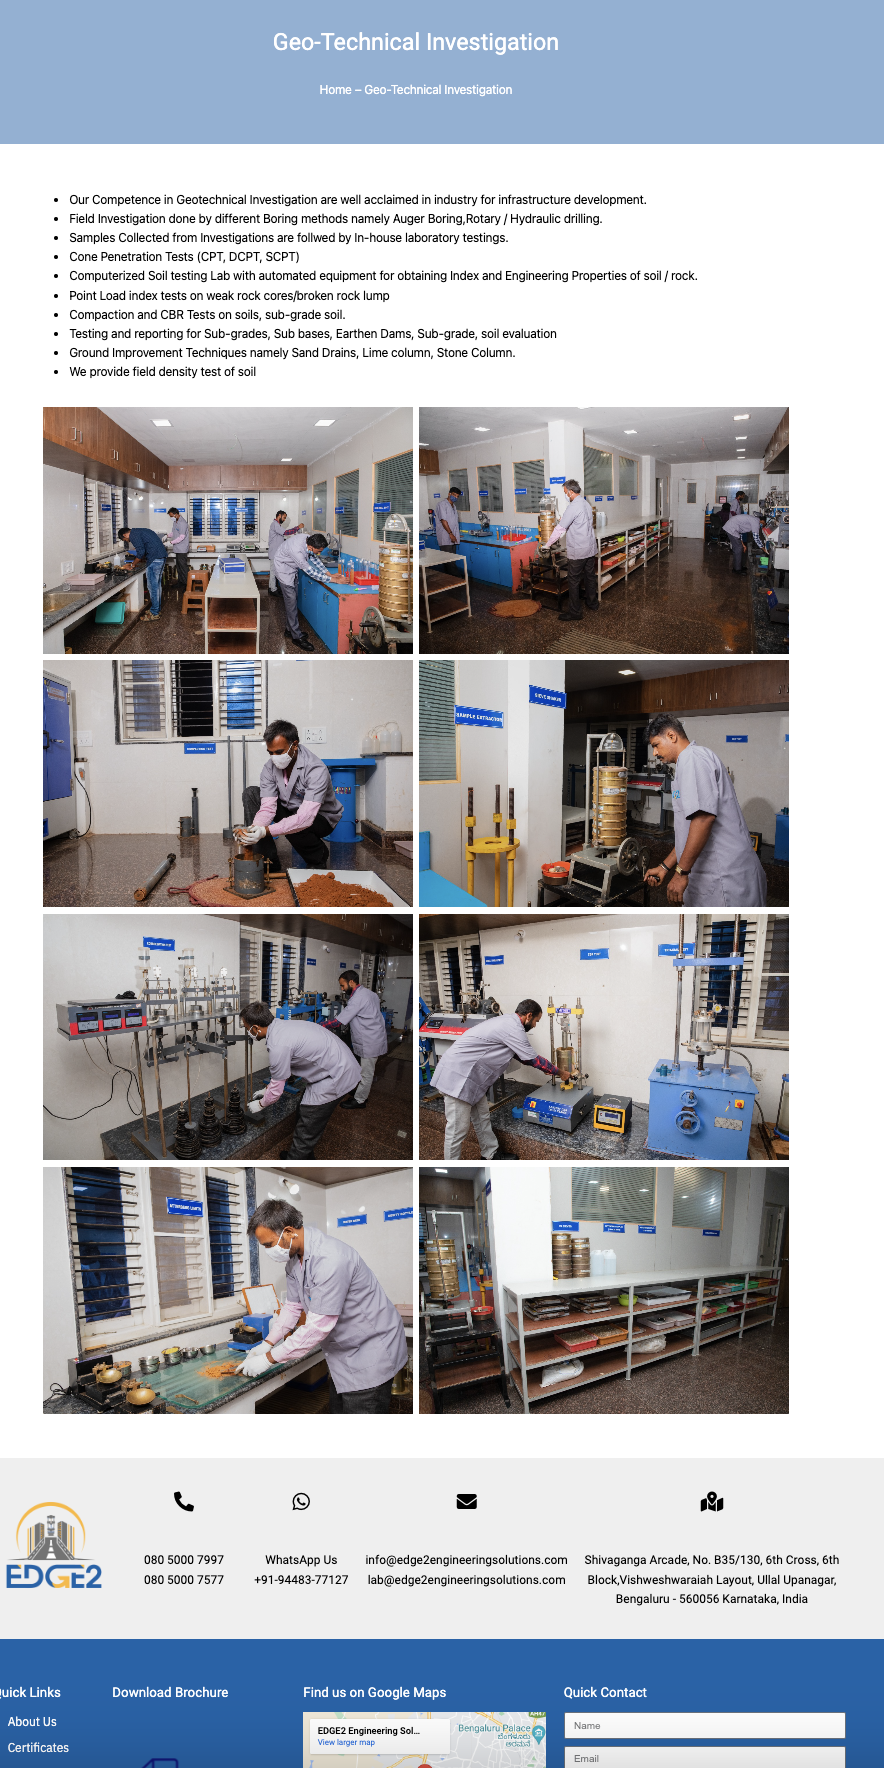 Geo-Technical Investigation
Home – Geo-Technical Investigation
Our Competence in Geotechnical Investigation are well acclaimed in industry for infrastructure development.
Field Investigation done by different Boring methods namely Auger Boring,Rotary / Hydraulic drilling.
Samples Collected from Investigations are follwed by In-house laboratory testings.
Cone Penetration Tests (CPT, DCPT, SCPT)
Computerized Soil testing Lab with automated equipment for obtaining Index and Engineering Properties of soil / rock.
Point Load index tests on weak rock cores/broken rock lump
Compaction and CBR Tests on soils, sub-grade soil.
Testing and reporting for Sub-grades, Sub bases, Earthen Dams, Sub-grade, soil evaluation
Ground Improvement Techniques namely Sand Drains, Lime column, Stone Column.
We provide field density test of soil
SAMPLE EXTRACTOR
SIEVE SHAKER
EDGE2
080 5000 7997
080 5000 7577
WhatsApp Us
+91-94483-77127
info@edge2engineeringsolutions.com
lab@edge2engineeringsolutions.com
Shivaganga Arcade, No. B35/130, 6th Cross, 6th
Block,Vishweshwaraiah Layout, Ullal Upanagar,
Bengaluru - 560056 Karnataka, India
uick Links
About Us
Certificates
Download Brochure
Find us on Google Maps
EDGE2 Engineering Sol...
View larger map
Bengaluru Palace
ಬೆಂಗಳೂರು
ಅರಮನೆ
Quick Contact
Name
Email